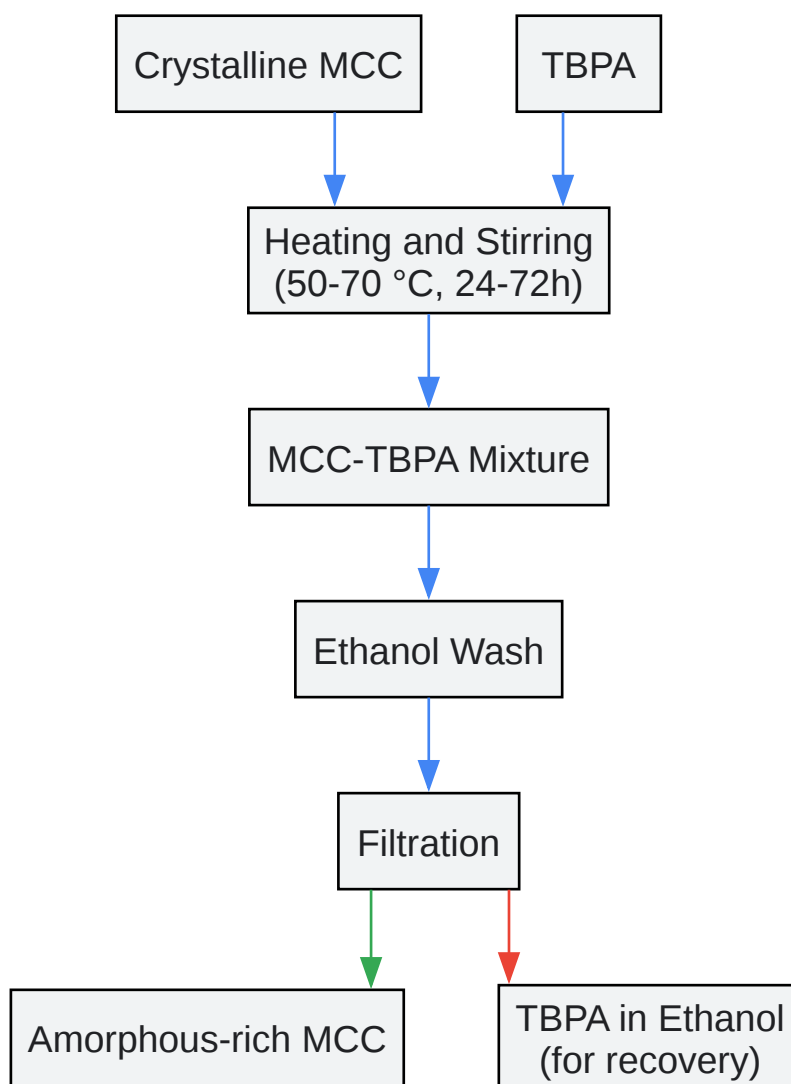 Crystalline MCC
TBPA
Heating and Stirring
(50-70 °C, 24-72h)
MCC-TBPA Mixture
Ethanol Wash
Filtration
Amorphous-rich MCC
TBPA in Ethanol
(for recovery)